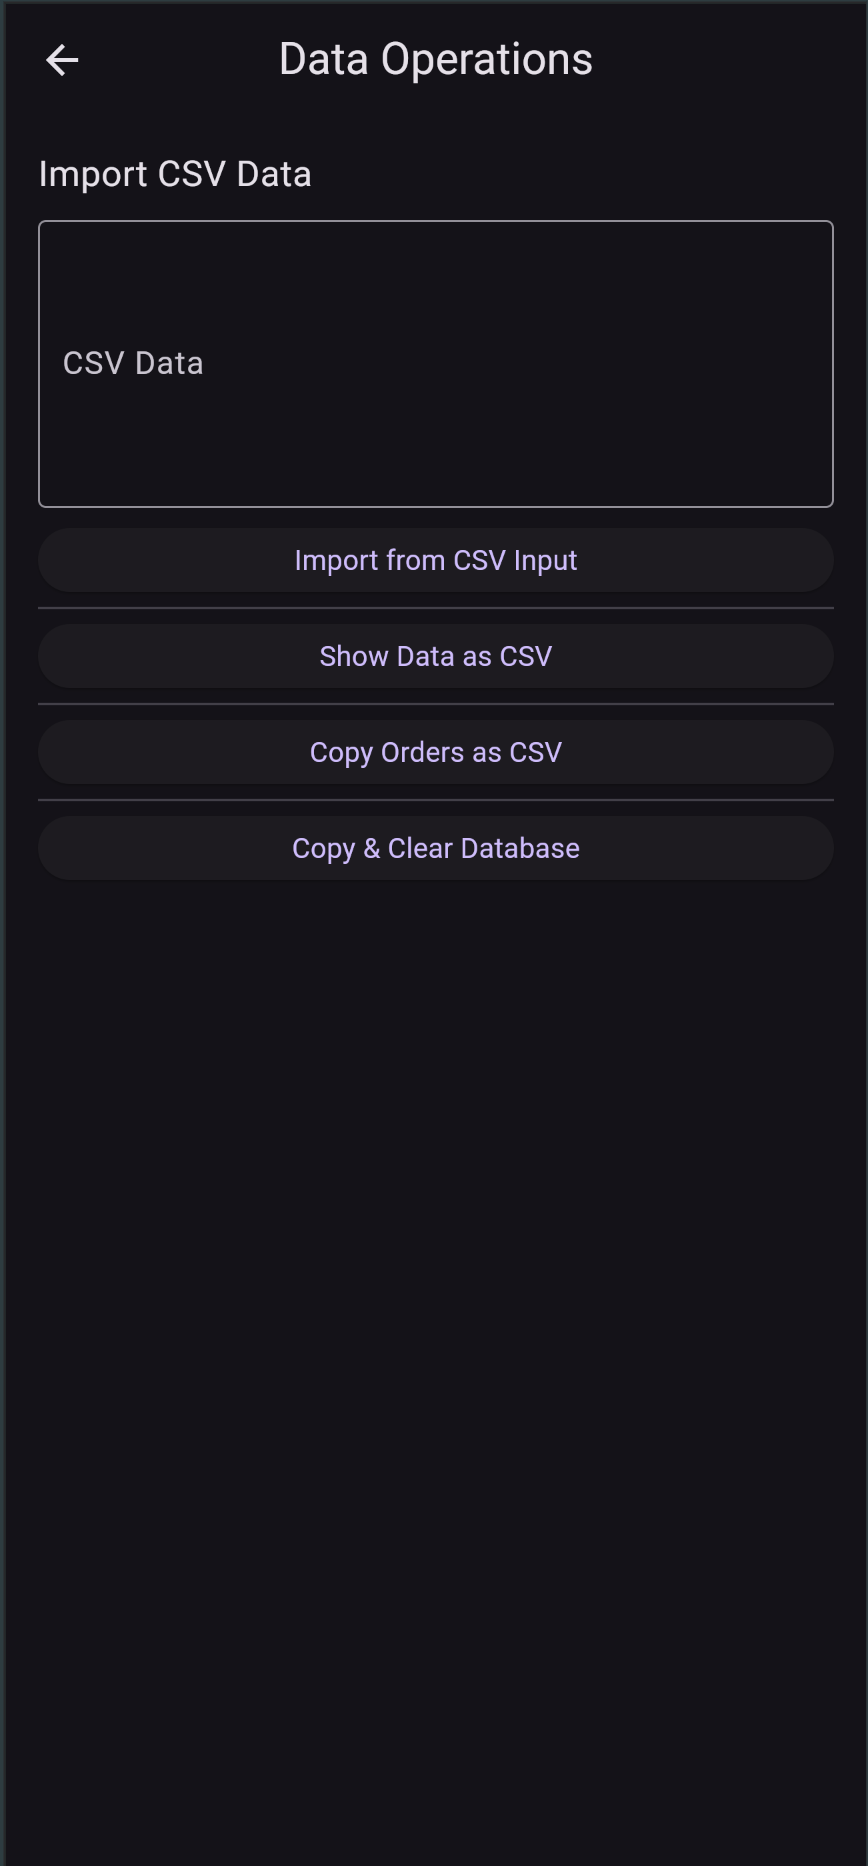 Data Operations
Import CSV Data
CSV Data
Import from CSV Input
Show Data as CSV
Copy Orders as CSV
Copy & Clear Database